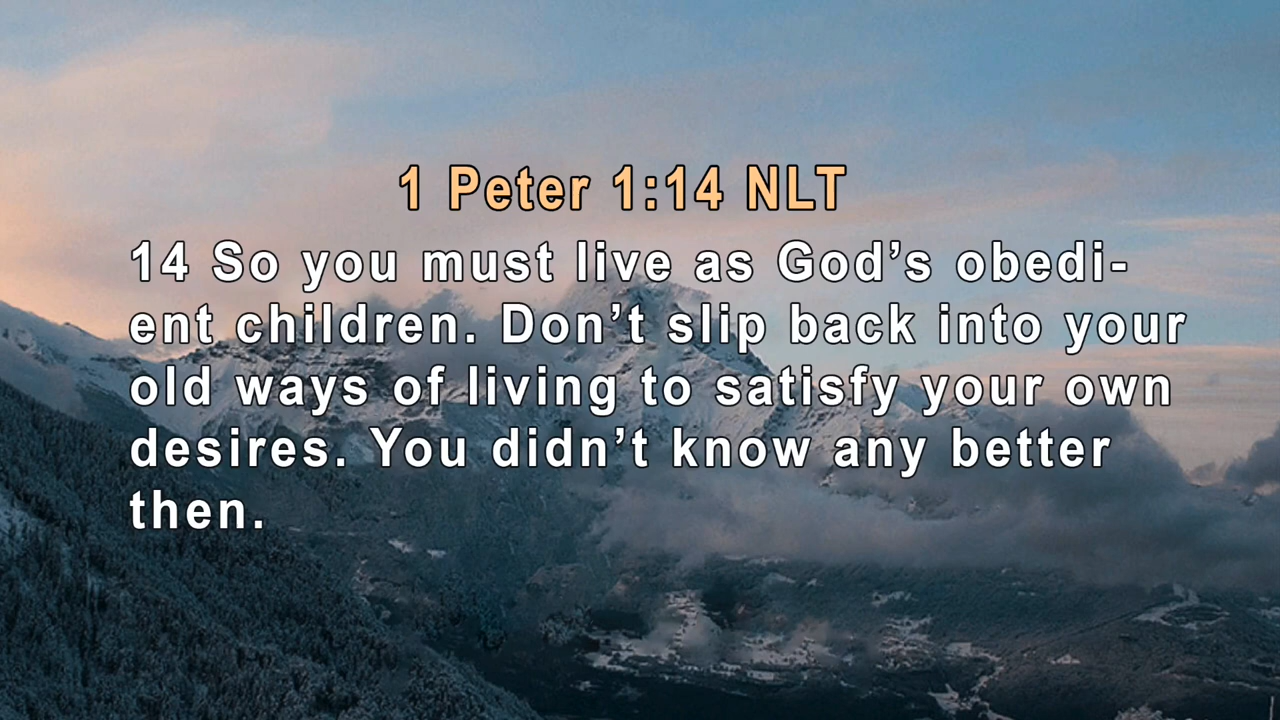 1 Peter 1:14 NLT
14 So you must live as God’s obedi-
ent children. Don’t slip back into your
old ways of living to satisfy your own
desires. You didn’t know any better
then.